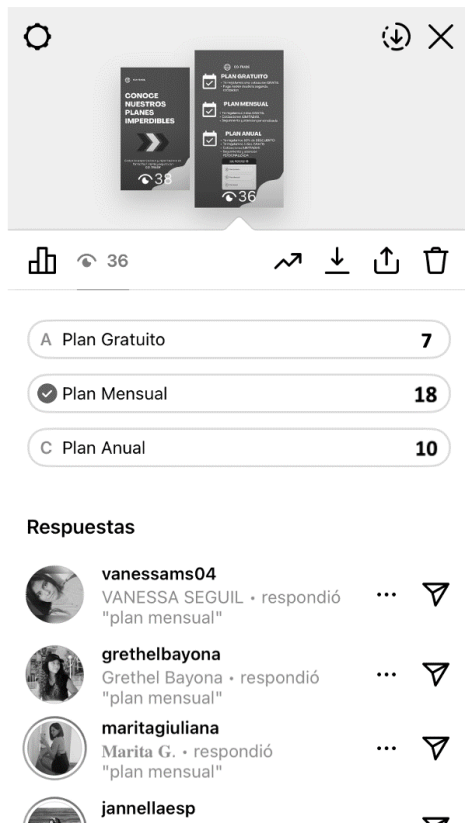 CONOCE
NUESTROS
PLANES
IMPERDIBLES
38
PLAN GRATUITO
PLAN MENSUAL
PLAN ANUAL
36
36
A Plan Gratuito 7
Plan Mensual 18
C Plan Anual 10
Respuestas
vanessams04
VANESSA SEGUIL • respondió
"plan mensual"
grethelbayona
Grethel Bayona • respondió
"plan mensual"
maritagiuliana
Marita G. • respondió
"plan mensual"
jannellaesp